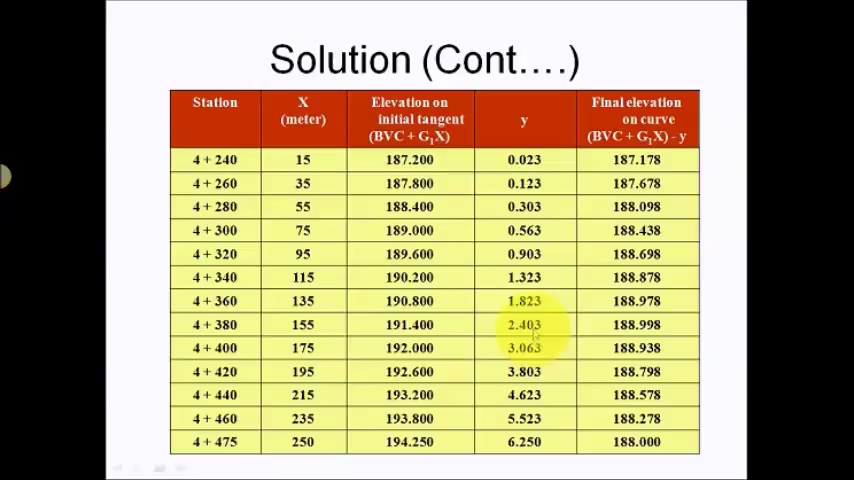 Solution (Cont....)
Station X (meter) Elevation on initial tangent (BVC + G₁X) y Final elevation on curve (BVC + G₁X) - y
4 + 240 15 187.200 0.023 187.178
4 + 260 35 187.800 0.123 187.678
4 + 280 55 188.400 0.303 188.098
4 + 300 75 189.000 0.563 188.438
4 + 320 95 189.600 0.903 188.698
4 + 340 115 190.200 1.323 188.878
4 + 360 135 190.800 1.823 188.978
4 + 380 155 191.400 2.403 188.998
4 + 400 175 192.000 3.063 188.938
4 + 420 195 192.600 3.803 188.798
4 + 440 215 193.200 4.623 188.578
4 + 460 235 193.800 5.523 188.278
4 + 475 250 194.250 6.250 188.000